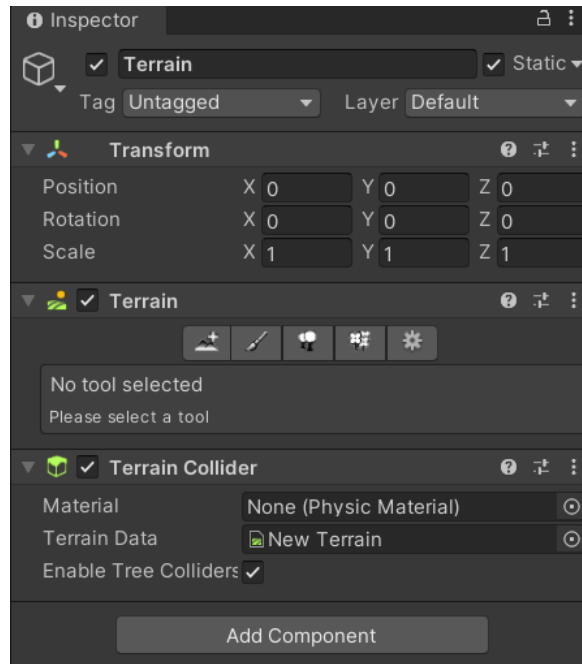 Inspector
Terrain Static
Tag Untagged Layer Default
Transform
Position X 0 Y 0 Z 0
Rotation X 0 Y 0 Z 0
Scale X 1 Y 1 Z 1
Terrain
No tool selected
Please select a tool
Terrain Collider
Material None (Physic Material)
Terrain Data New Terrain
Enable Tree Colliders
Add Component